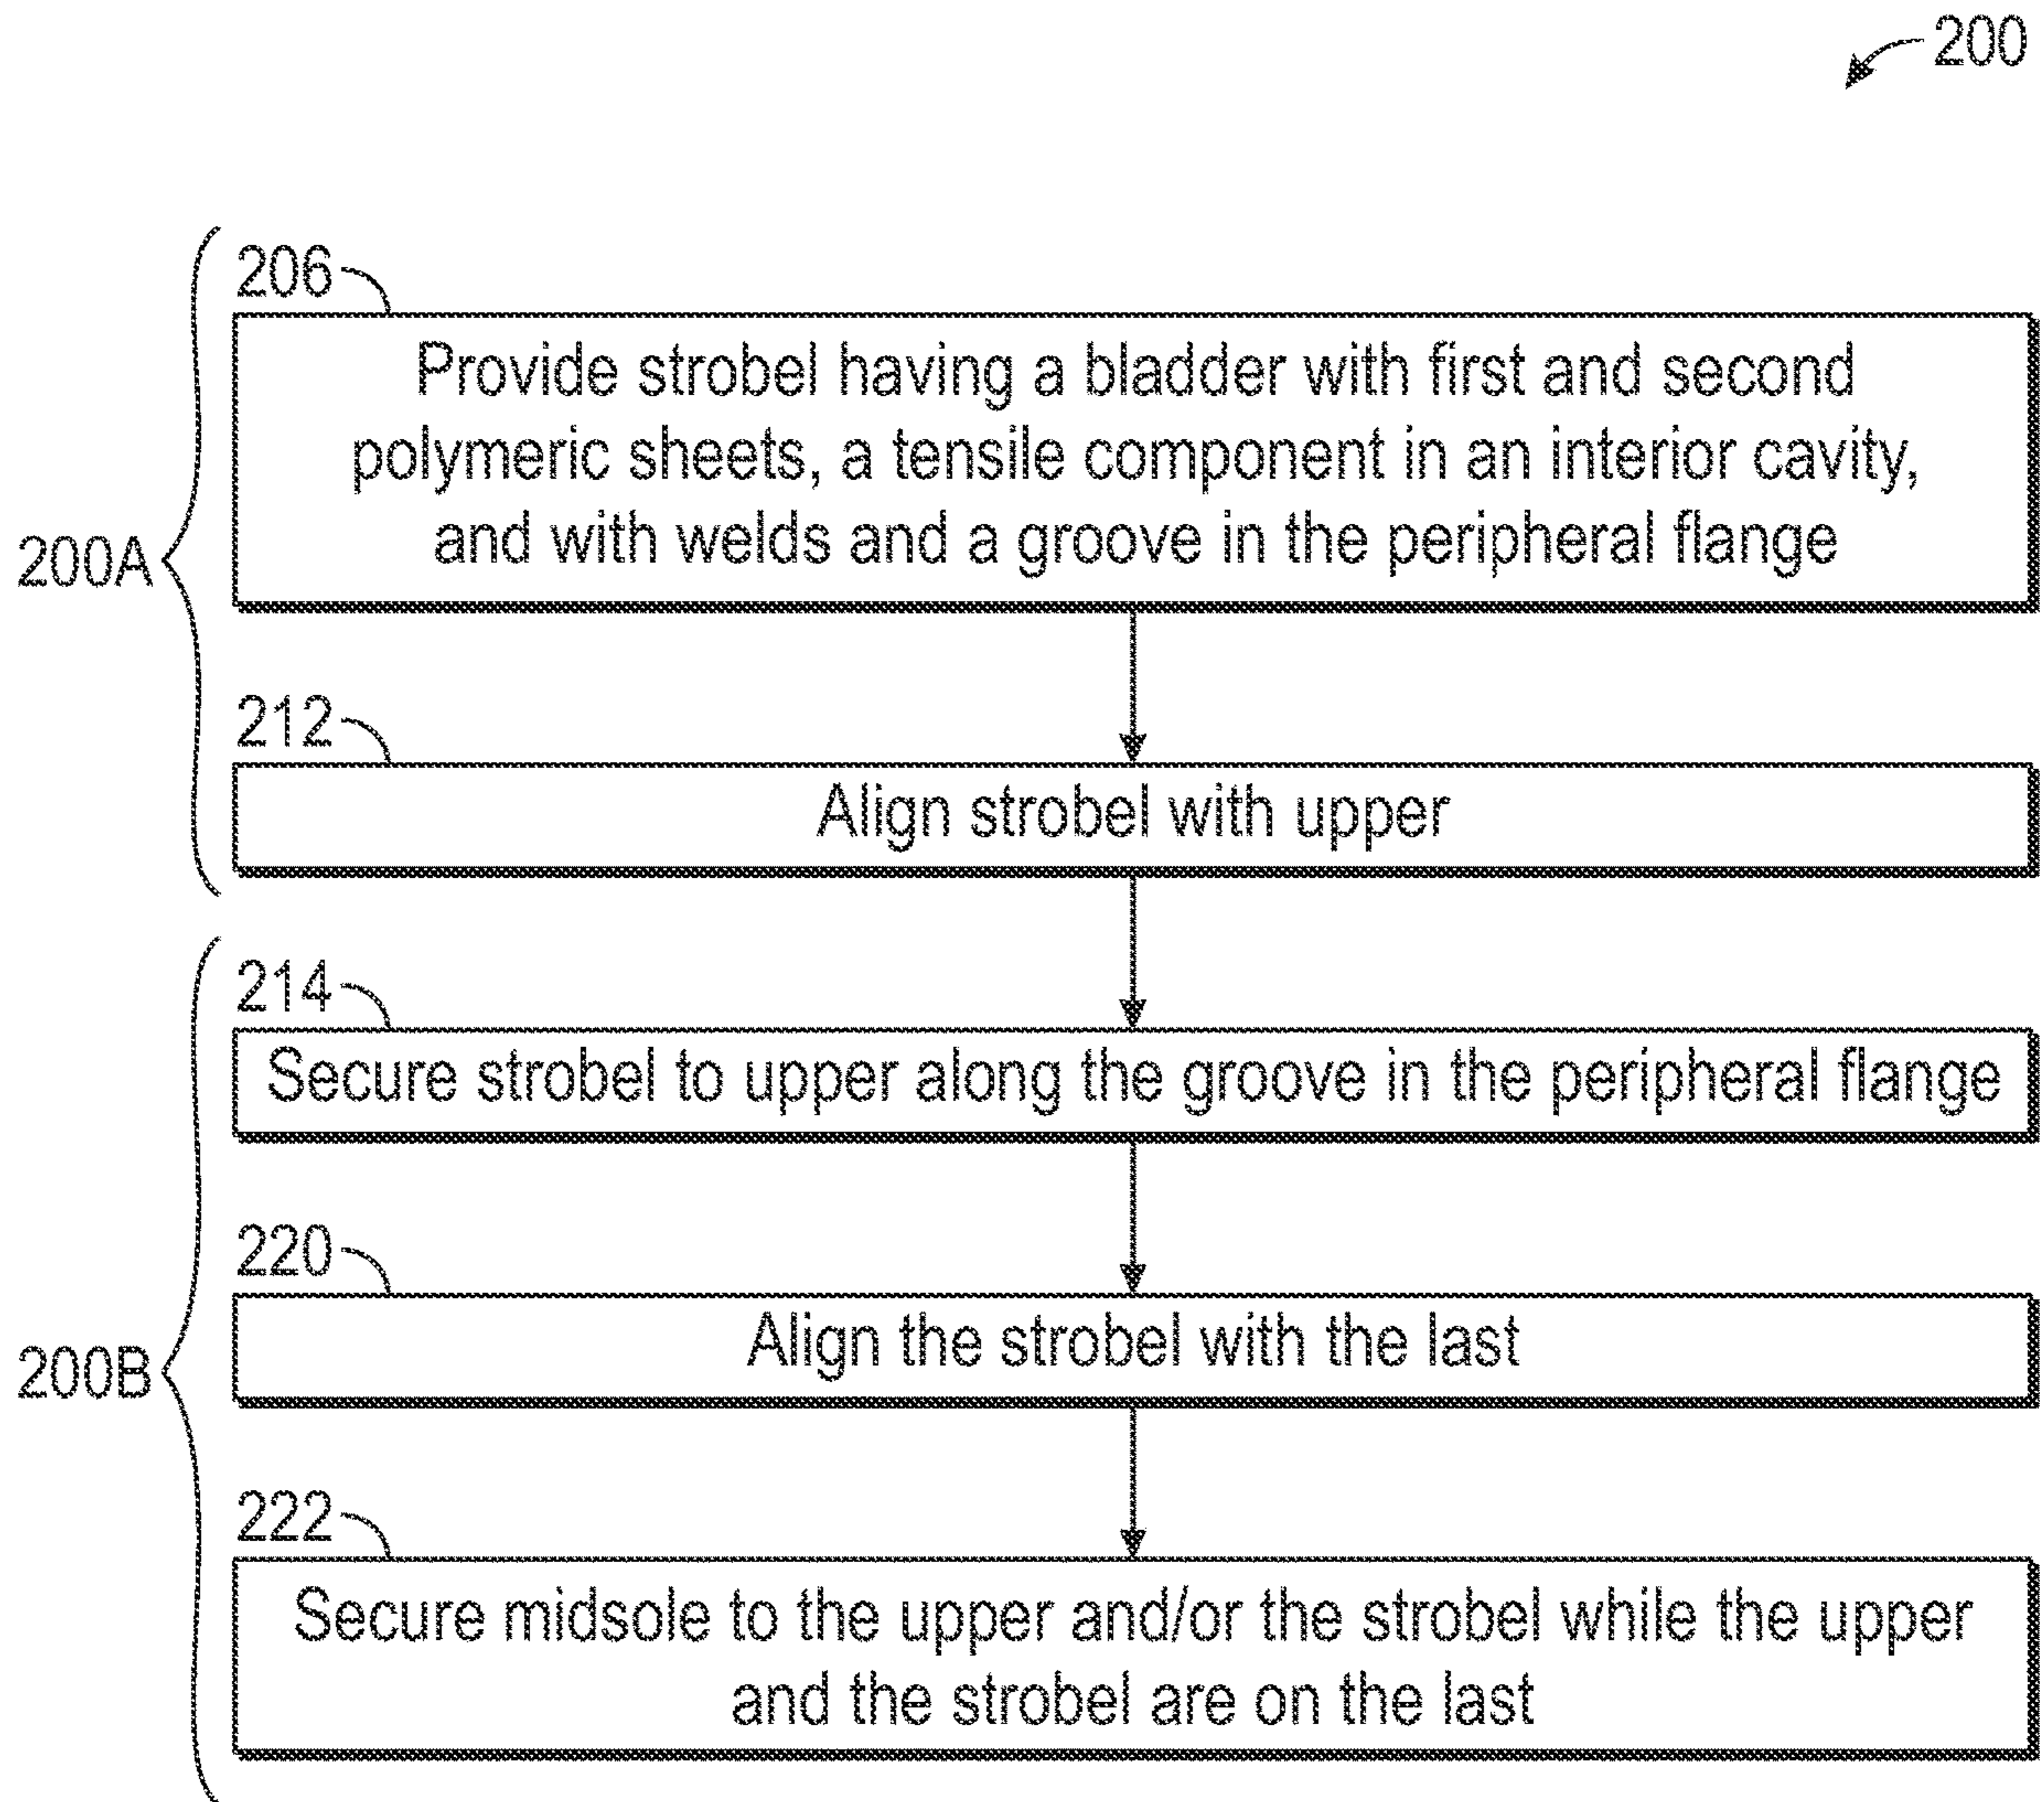 200
206
Provide strobel having a bladder with first and second
polymeric sheets, a tensile component in an interior cavity,
and with welds and a groove in the peripheral flange
200A
212
Align strobel with upper
214
Secure strobel to upper along the groove in the peripheral flange
220
Align the strobel with the last
200B
222
Secure midsole to the upper and/or the strobel while the upper
and the strobel are on the last